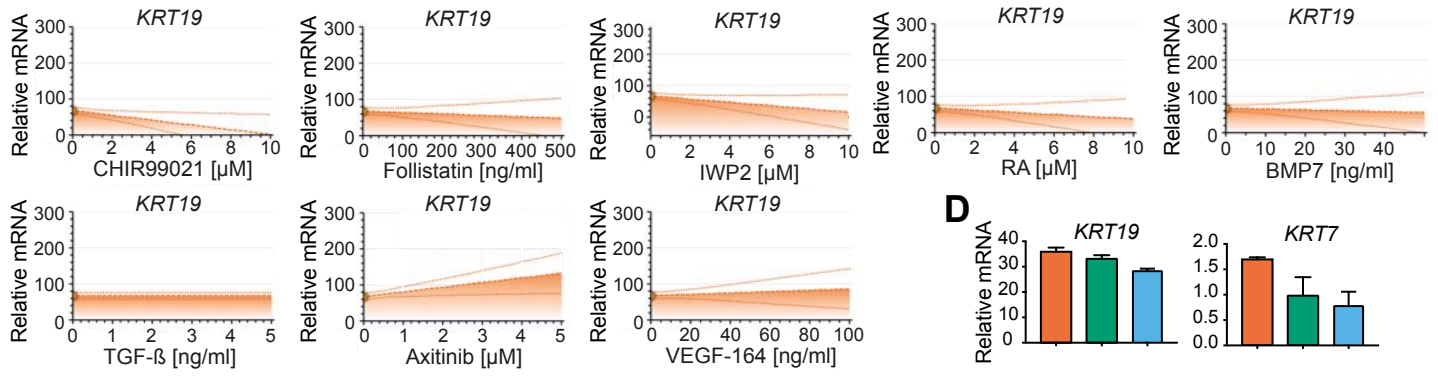 KRT19 KRT19 KRT19 KRT19 KRT19
Relative mRNA
300
200
100
0
0 2 4 6 8 10
CHIR99021 [µM]
Relative mRNA
300
200
100
0
0 100 200 300 400 500
Follistatin [ng/ml]
Relative mRNA
300
200
100
0
0 2 4 6 8 10
IWP2 [µM]
Relative mRNA
300
200
100
0
0 2 4 6 8 10
RA [µM]
Relative mRNA
300
200
100
0
0 10 20 30 40
BMP7 [ng/ml]
KRT19 KRT19 KRT19
Relative mRNA
300
200
100
0
0 1 2 3 4 5
TGF-ß [ng/ml]
Relative mRNA
300
200
100
0
0 1 2 3 4 5
Axitinib [µM]
Relative mRNA
300
200
100
0
0 20 40 60 80 100
VEGF-164 [ng/ml]
D
KRT19
Relative mRNA
40
30
20
10
0
KRT7
2.0
1.5
1.0
0.5
0.0